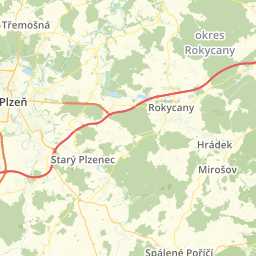 Třemošná
okres
Rokycany
Plzeň
Rokycany
Hrádek
Starý Plzenec
Mirošov
Spálené Poříčí